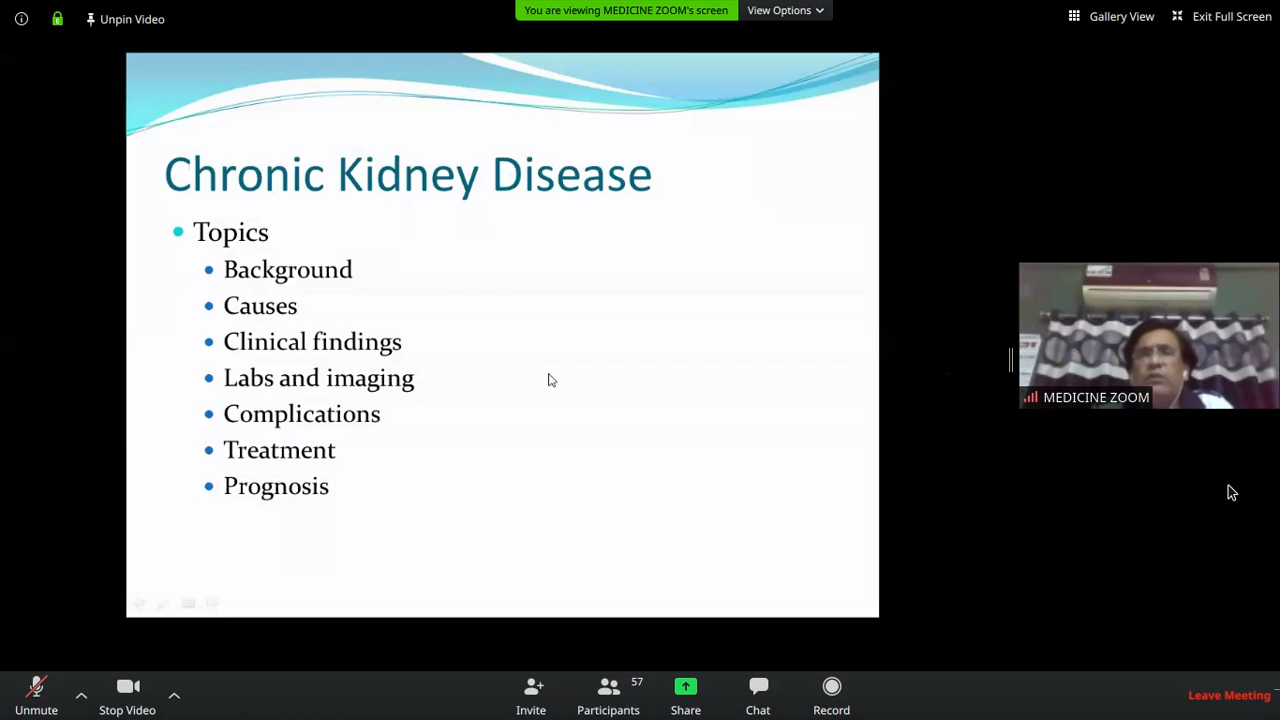 Unpin Video
You are viewing MEDICINE ZOOM's screen
View Options
Gallery View
Exit Full Screen
Chronic Kidney Disease
Topics
Background
Causes
Clinical findings
Labs and imaging
Complications
Treatment
Prognosis
MEDICINE ZOOM
Unmute
Stop Video
Invite
Participants
57
Share
Chat
Record
Leave Meeting